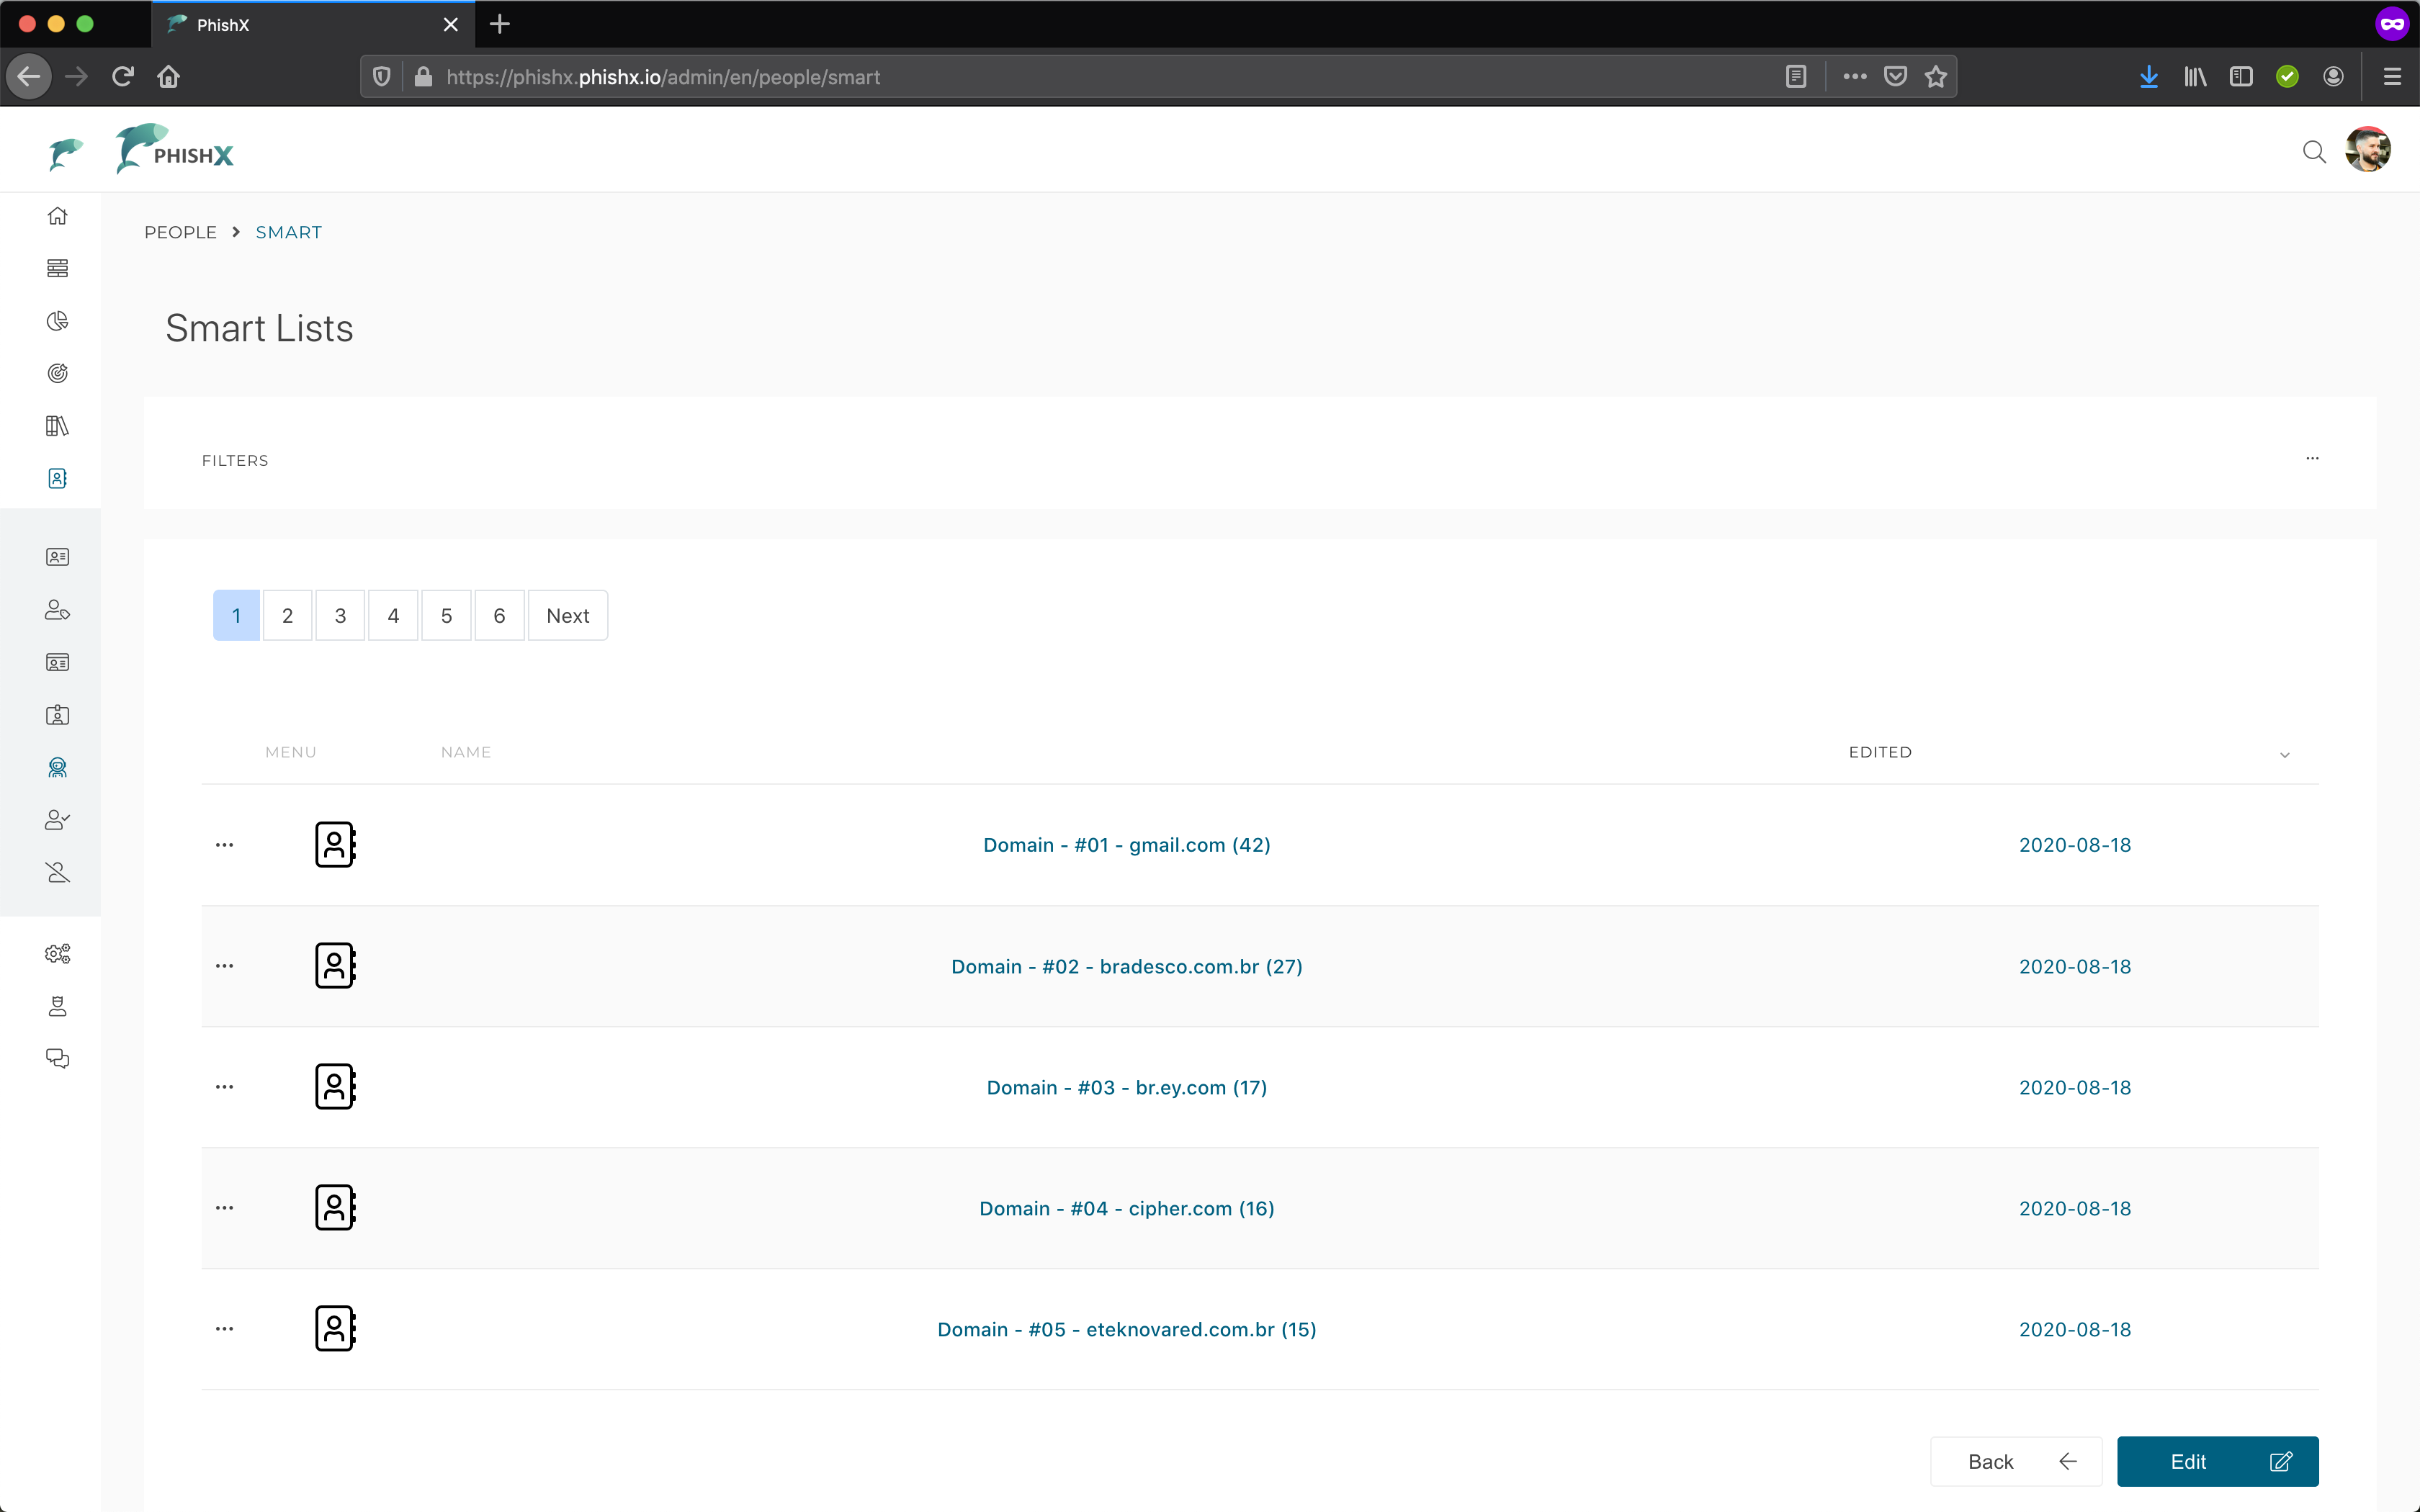 PhishX
https://phishx.phishx.io/admin/en/people/smart
PHISHX
PEOPLE > SMART
Smart Lists
FILTERS ...
1 2 3 4 5 6 Next
MENU NAME EDITED
... Domain - #01 - gmail.com (42) 2020-08-18
... Domain - #02 - bradesco.com.br (27) 2020-08-18
... Domain - #03 - br.ey.com (17) 2020-08-18
... Domain - #04 - cipher.com (16) 2020-08-18
... Domain - #05 - eteknovared.com.br (15) 2020-08-18
Back Edit